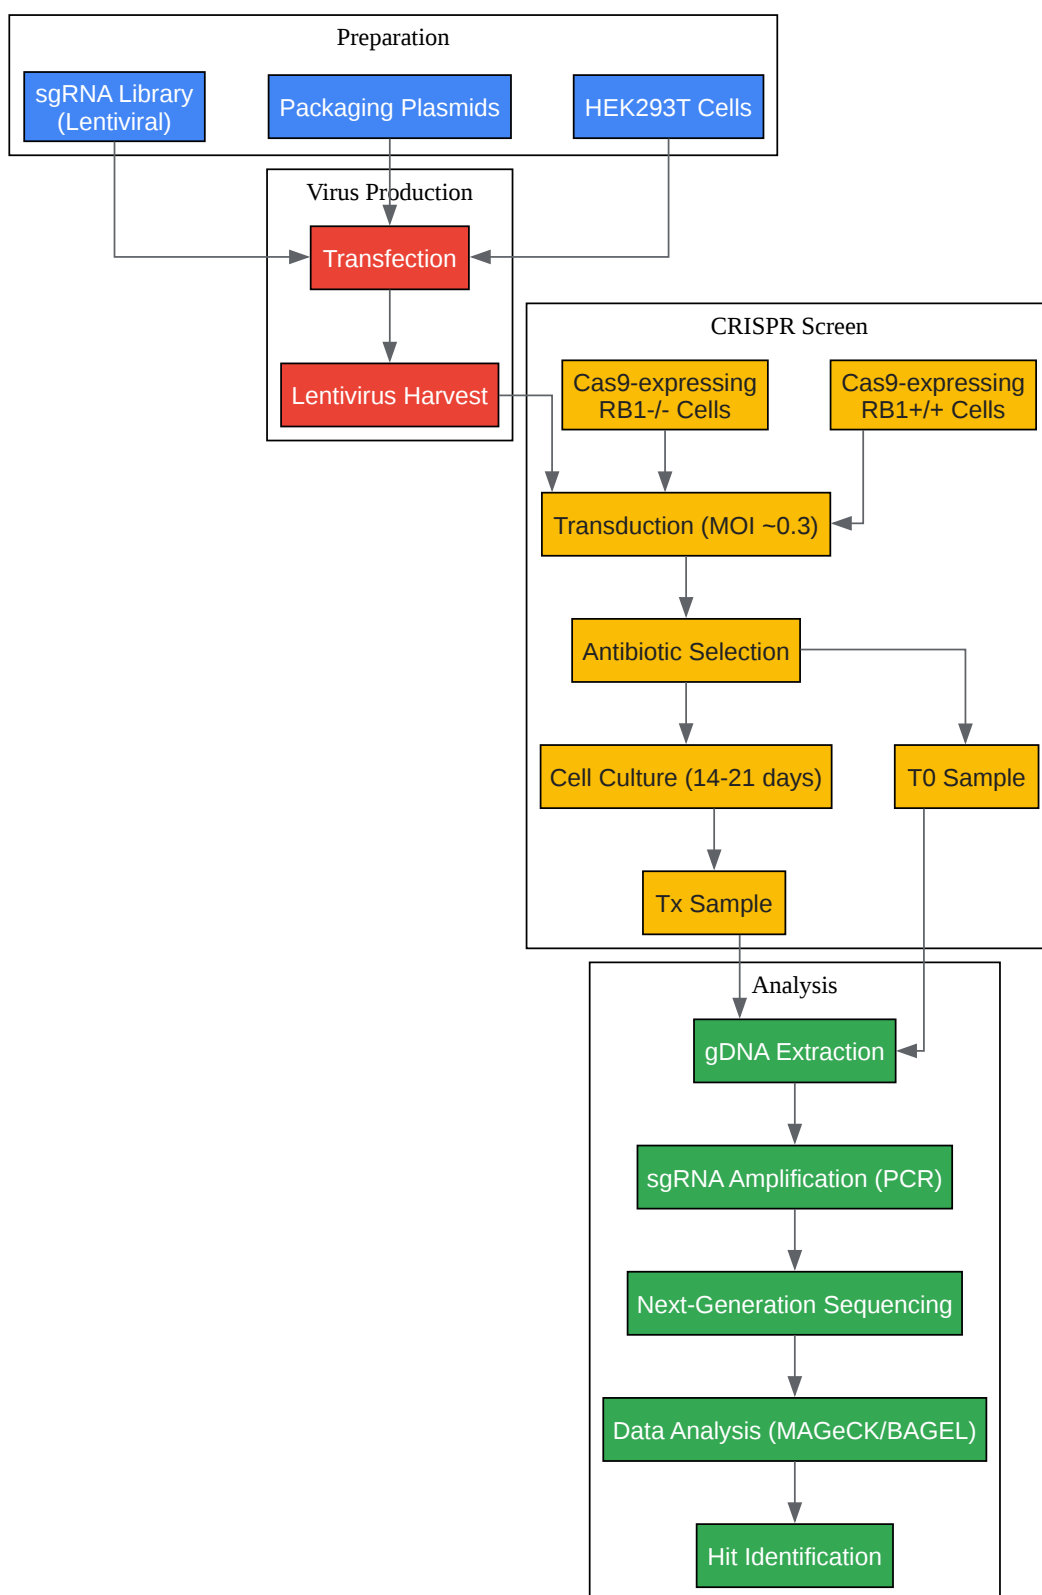 Preparation
sgRNA Library
(Lentiviral)
Packaging Plasmids
HEK293T Cells
Virus Production
Transfection
Lentivirus Harvest
CRISPR Screen
Cas9-expressing
RB1-/- Cells
Cas9-expressing
RB1+/+ Cells
Transduction (MOI ~0.3)
Antibiotic Selection
Cell Culture (14-21 days)
T0 Sample
Tx Sample
Analysis
gDNA Extraction
sgRNA Amplification (PCR)
Next-Generation Sequencing
Data Analysis (MAGeCK/BAGEL)
Hit Identification